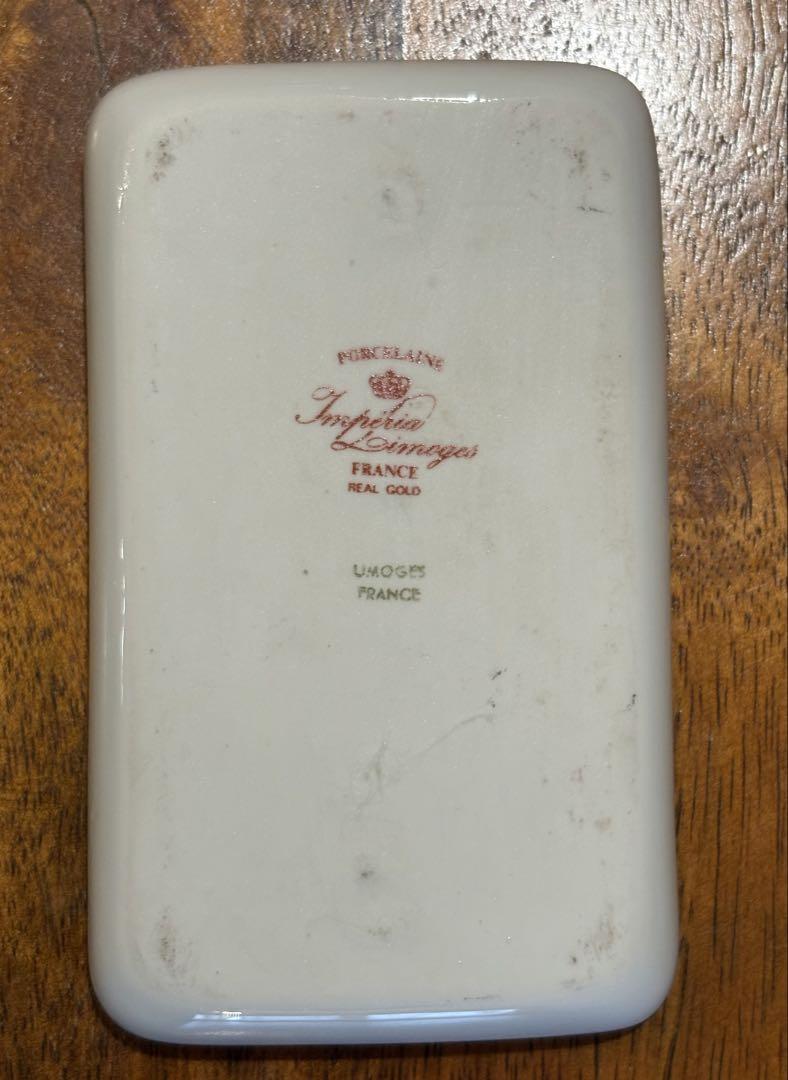 PORCELAINE
Impéria
Limoges
FRANCE
REAL GOLD
LIMOGES
FRANCE